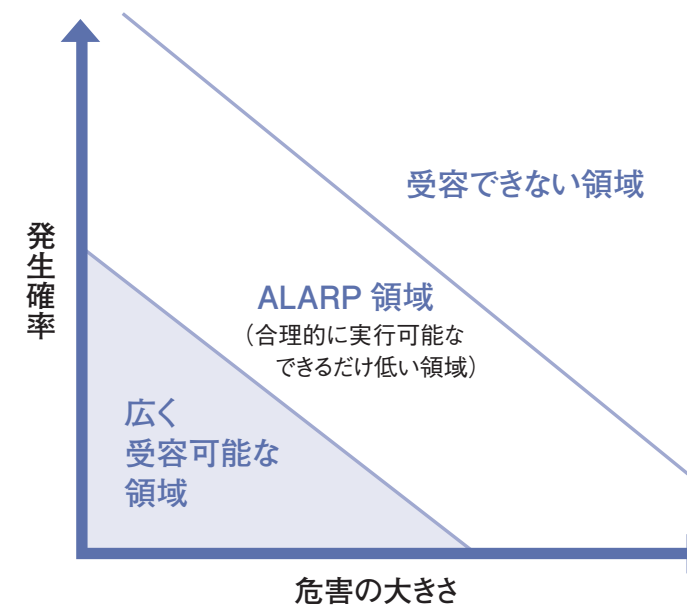 受容できない領域
発生確率
ALARP 領域
（合理的に実行可能な
できるだけ低い領域）
広く
受容可能な
領域
危害の大きさ